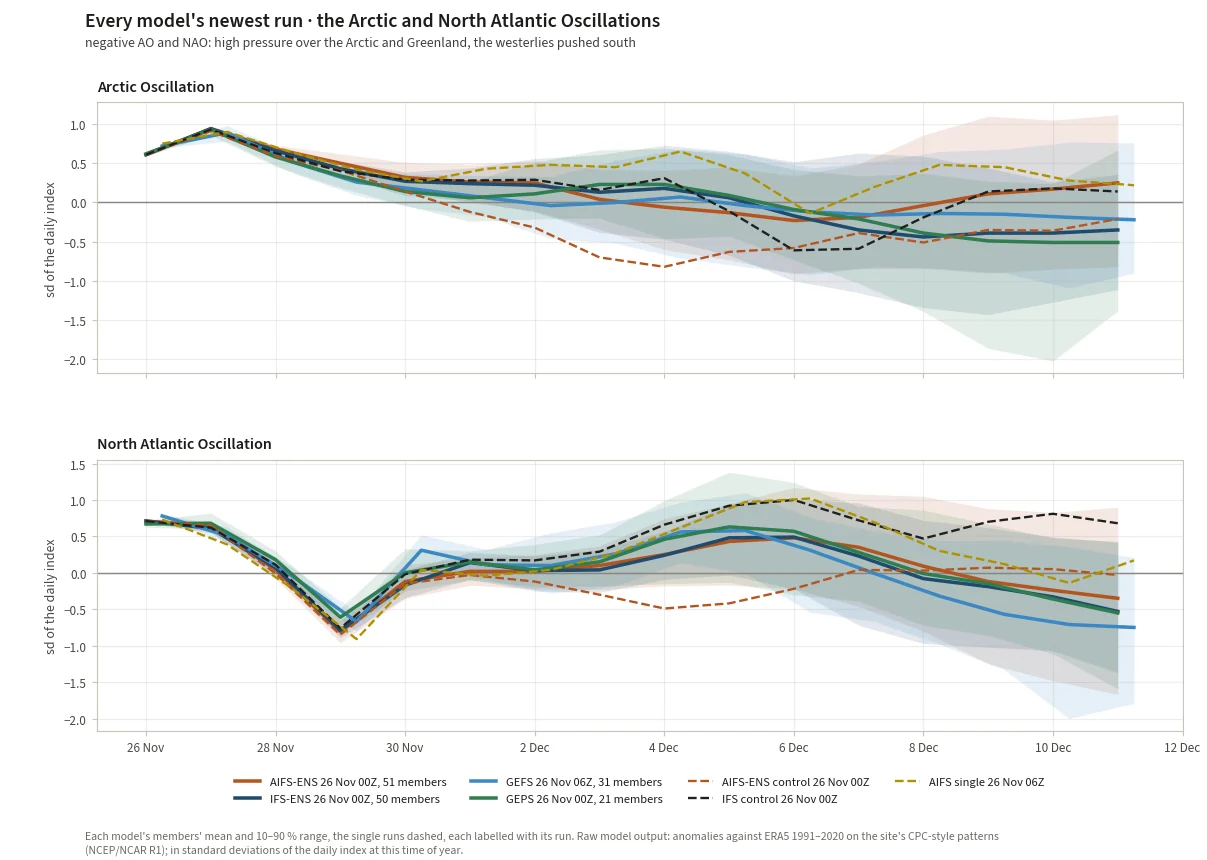 Every model's newest run · the Arctic and North Atlantic Oscillations
negative AO and NAO: high pressure over the Arctic and Greenland, the westerlies pushed south
Arctic Oscillation
1.0
0.5
0.0
−0.5
−1.0
−1.5
−2.0
sd of the daily index
North Atlantic Oscillation
1.5
1.0
0.5
0.0
−0.5
−1.0
−1.5
−2.0
sd of the daily index
26 Nov 28 Nov 30 Nov 2 Dec 4 Dec 6 Dec 8 Dec 10 Dec 12 Dec
AIFS-ENS 26 Nov 00Z, 51 members GEFS 26 Nov 06Z, 31 members AIFS-ENS control 26 Nov 00Z AIFS single 26 Nov 06Z
IFS-ENS 26 Nov 00Z, 50 members GEPS 26 Nov 00Z, 21 members IFS control 26 Nov 00Z
Each model's members' mean and 10–90 % range, the single runs dashed, each labelled with its run. Raw model output: anomalies against ERA5 1991–2020 on the site's CPC-style patterns
(NCEP/NCAR R1); in standard deviations of the daily index at this time of year.